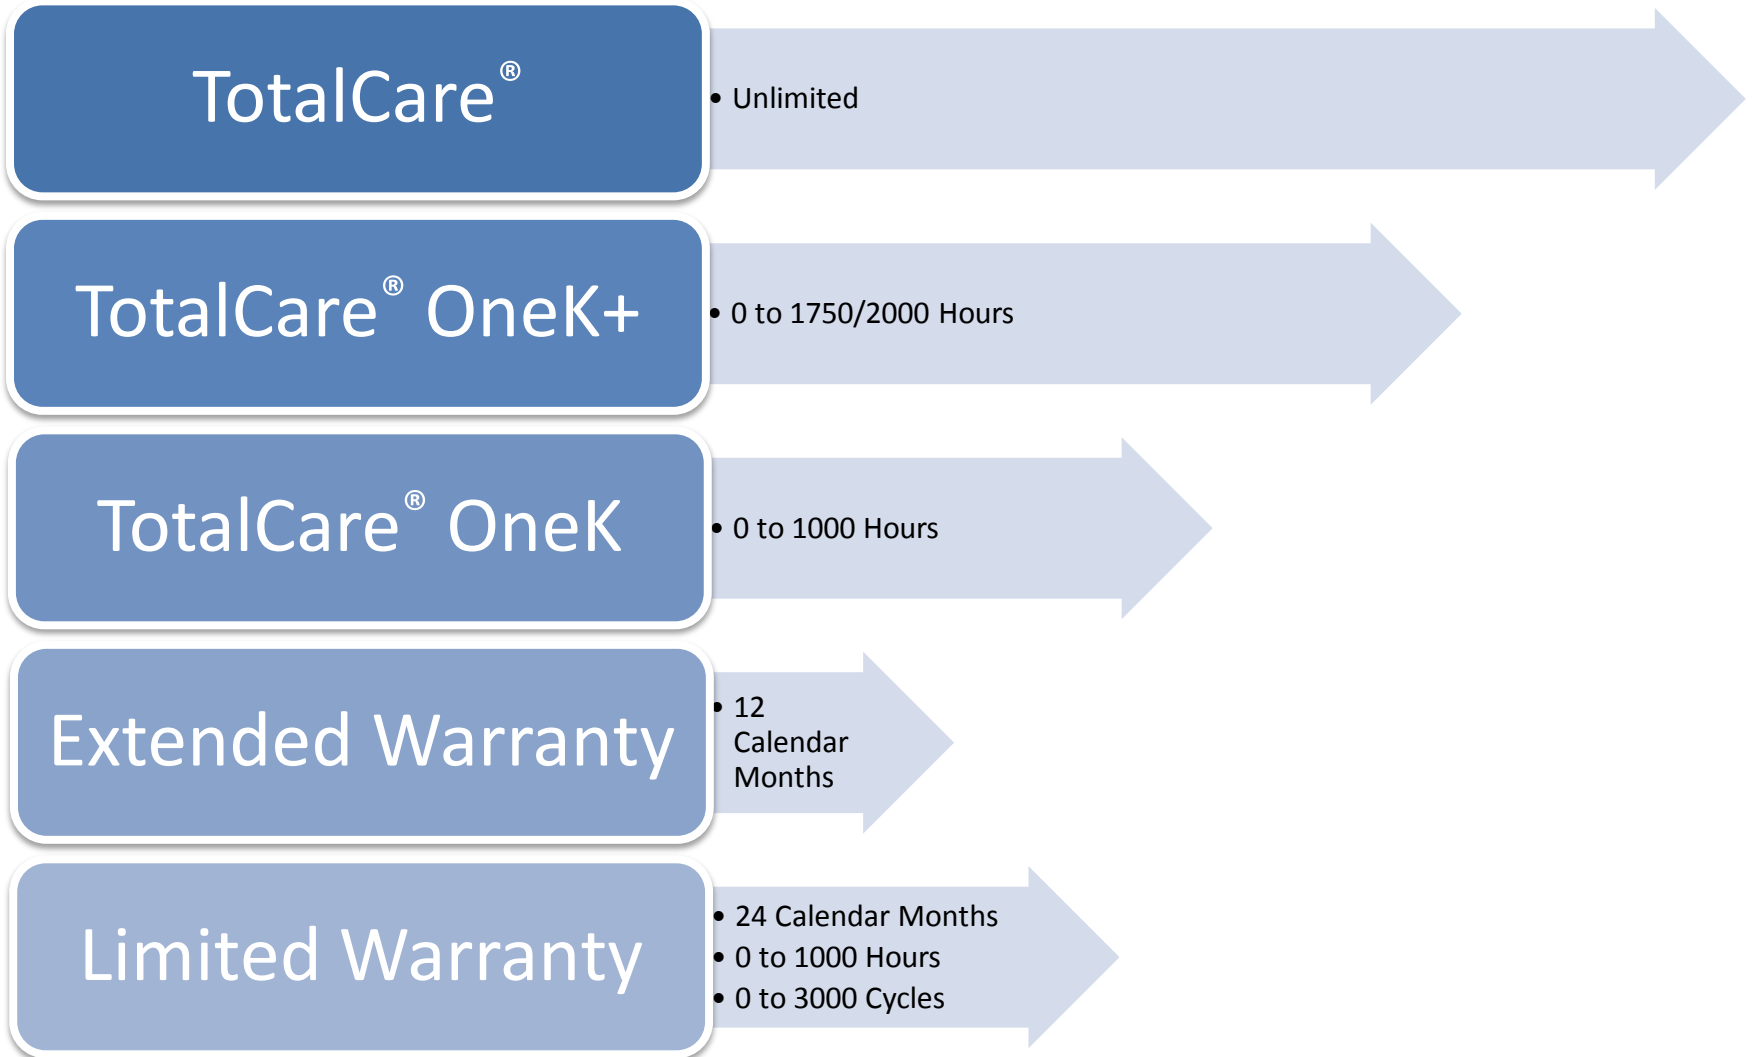 TotalCare®
• Unlimited
TotalCare® OneK+
• 0 to 1750/2000 Hours
TotalCare® OneK
• 0 to 1000 Hours
Extended Warranty
• 12
Calendar
Months
Limited Warranty
• 24 Calendar Months
• 0 to 1000 Hours
• 0 to 3000 Cycles